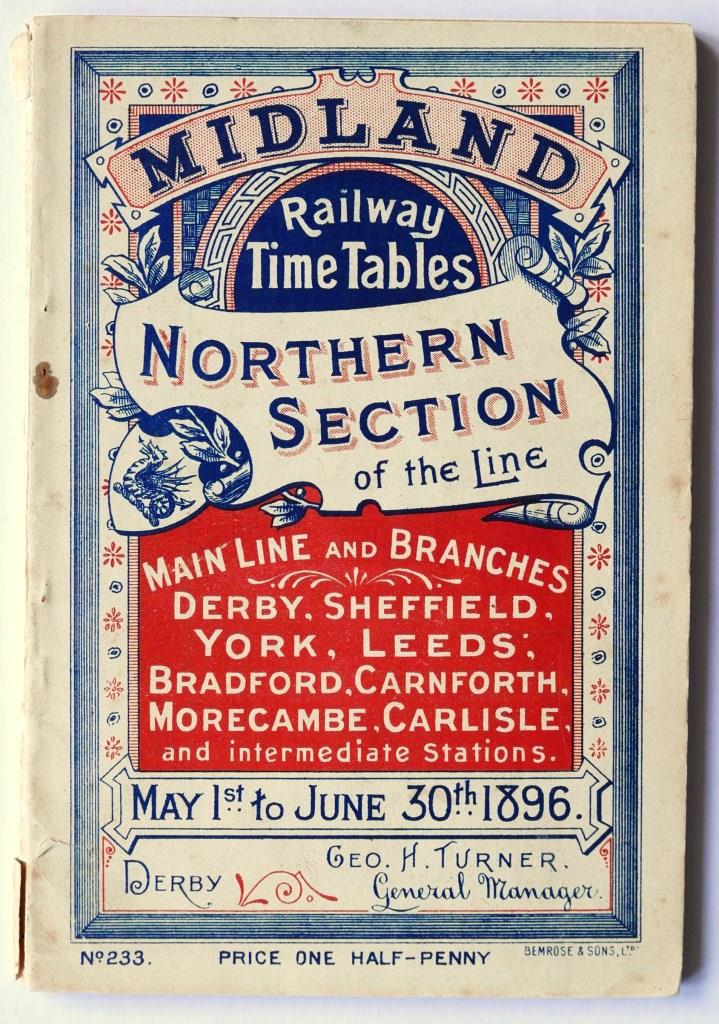 MIDLAND
Railway
Time Tables
NORTHERN
SECTION
of the Line
MAIN LINE AND BRANCHES
DERBY, SHEFFIELD,
YORK, LEEDS,
BRADFORD, CARNFORTH,
MORECAMBE, CARLISLE,
and intermediate Stations.
MAY 1st to JUNE 30th 1896.
GEO. H. TURNER.
DERBY General Manager.
No 233. PRICE ONE HALF-PENNY BEMROSE & SONS, LTD